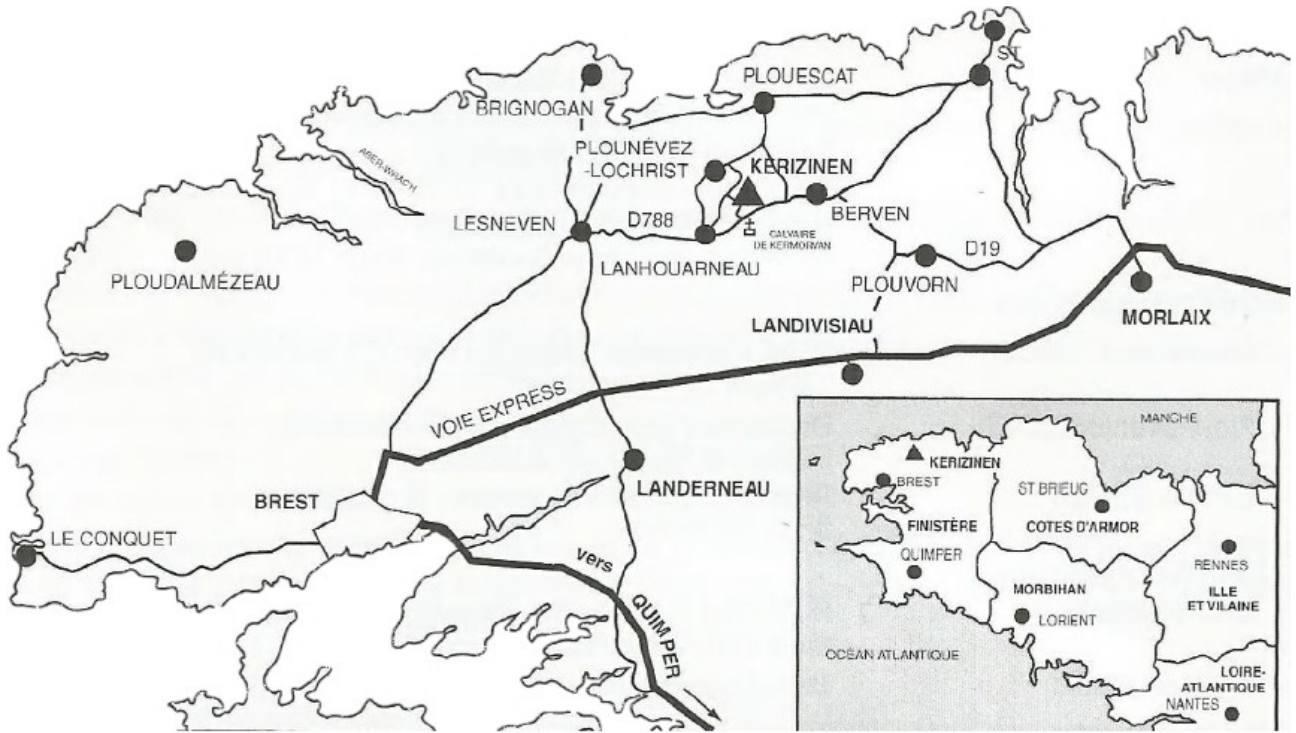 ST
N
PLOUESCAT
BRIGNOGAN
PLOUNÉVEZ
-LOCHRIST
KERIZINEN
ABER-WRACH
LESNEVEN
D788
BERVEN
CALVAIRE
DE KERMORVAN
D19
LANHOUARNEAU
PLOUDALMÉZEAU
PLOUVORN
LANDIVISIAU
MORLAIX
VOIE EXPRESS
BREST
LANDERNEAU
LE CONQUET
vers
QUIMPER
MANCHE
KERIZINEN
BREST
ST BRIEUC
FINISTÈRE
COTES D'ARMOR
QUIMPER
RENNES
MORBIHAN
ILLE
ET VILAINE
LORIENT
OCÉAN ATLANTIQUE
LOIRE-
ATLANTIQUE
NANTES